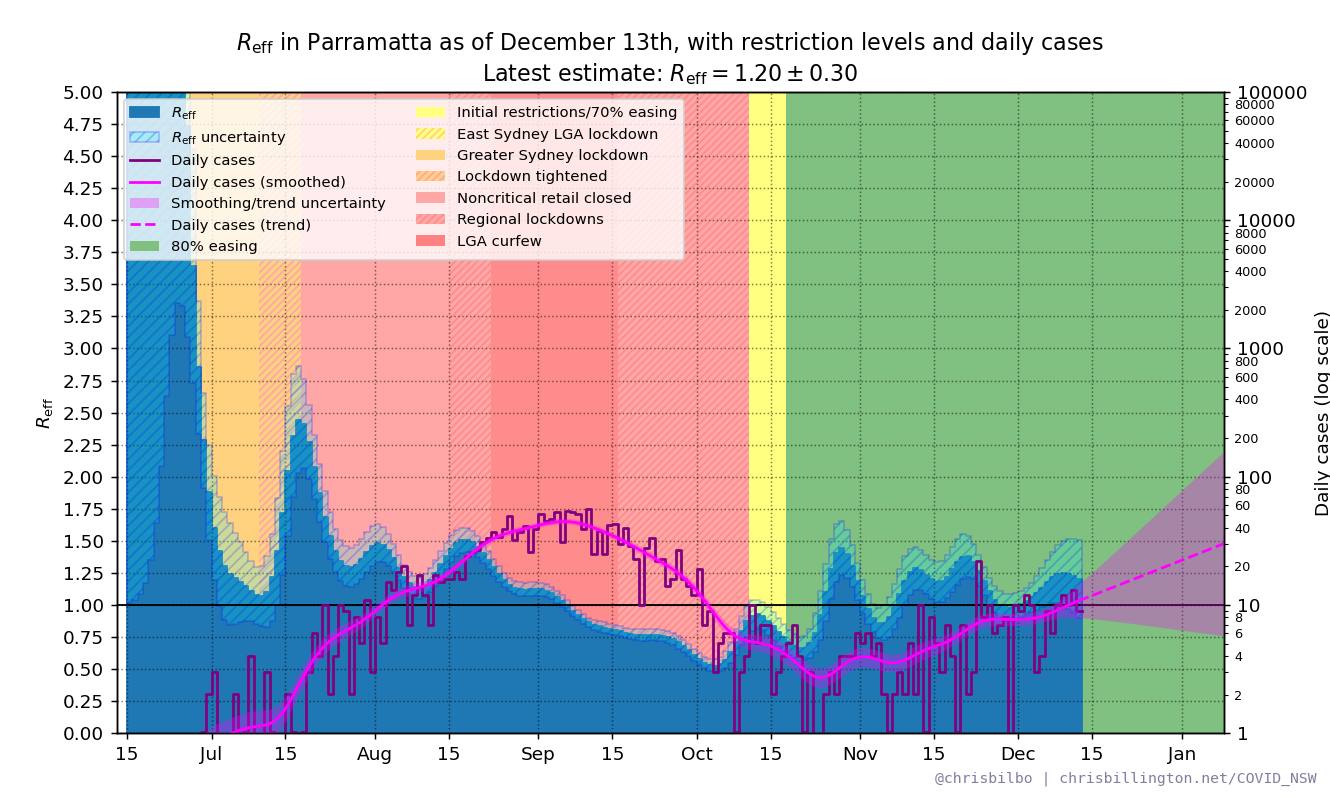 R_eff in Parramatta as of December 13th, with restriction levels and daily cases
Latest estimate: R_eff = 1.20 ± 0.30
R_eff
R_eff uncertainty
Daily cases
Daily cases (smoothed)
Smoothing/trend uncertainty
Daily cases (trend)
80% easing
Initial restrictions/70% easing
East Sydney LGA lockdown
Greater Sydney lockdown
Lockdown tightened
Noncritical retail closed
Regional lockdowns
LGA curfew
R_eff
5.00
4.75
4.50
4.25
4.00
3.75
3.50
3.25
3.00
2.75
2.50
2.25
2.00
1.75
1.50
1.25
1.00
0.75
0.50
0.25
0.00
100000
80000
60000
40000
20000
10000
8000
6000
4000
2000
1000
800
600
400
200
100
80
60
40
20
10
8
6
4
2
1
Daily cases (log scale)
15 Jul 15 Aug 15 Sep 15 Oct 15 Nov 15 Dec 15 Jan
@chrisbilbo | chrisbillington.net/COVID_NSW